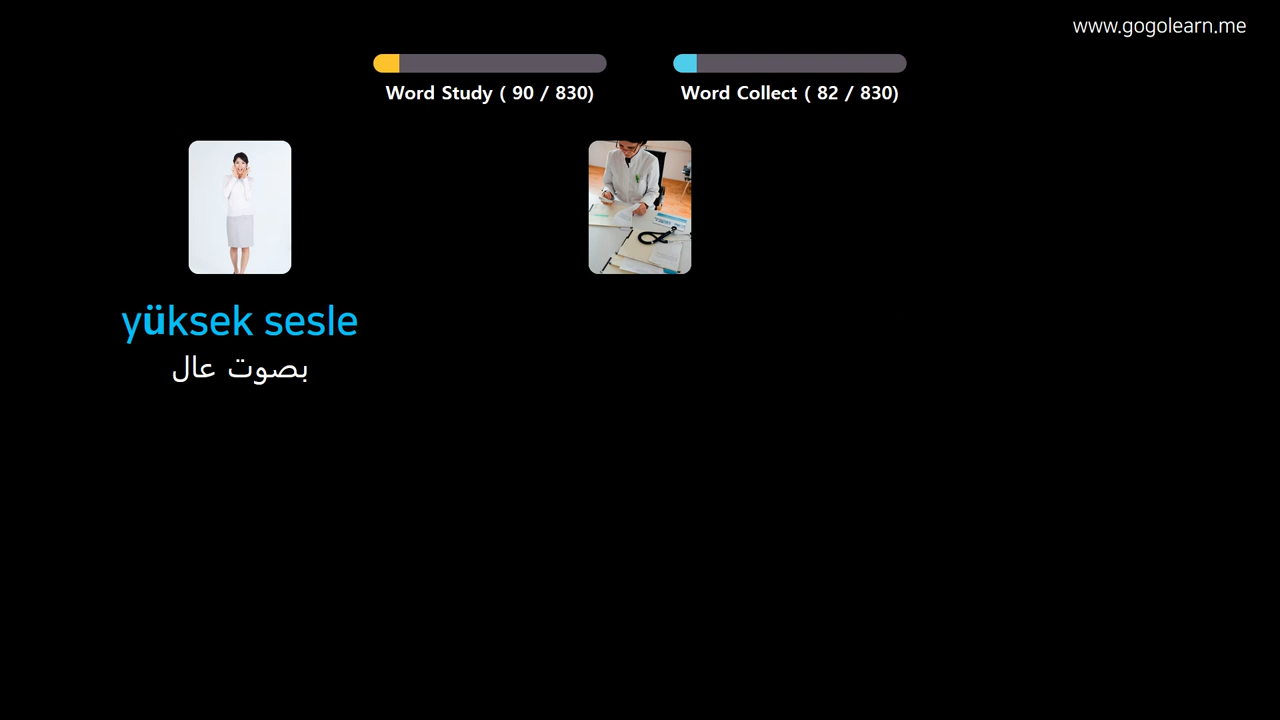 www.gogolearn.me
Word Study ( 90 / 830)
Word Collect ( 82 / 830)
yüksek sesle
بصوت عال